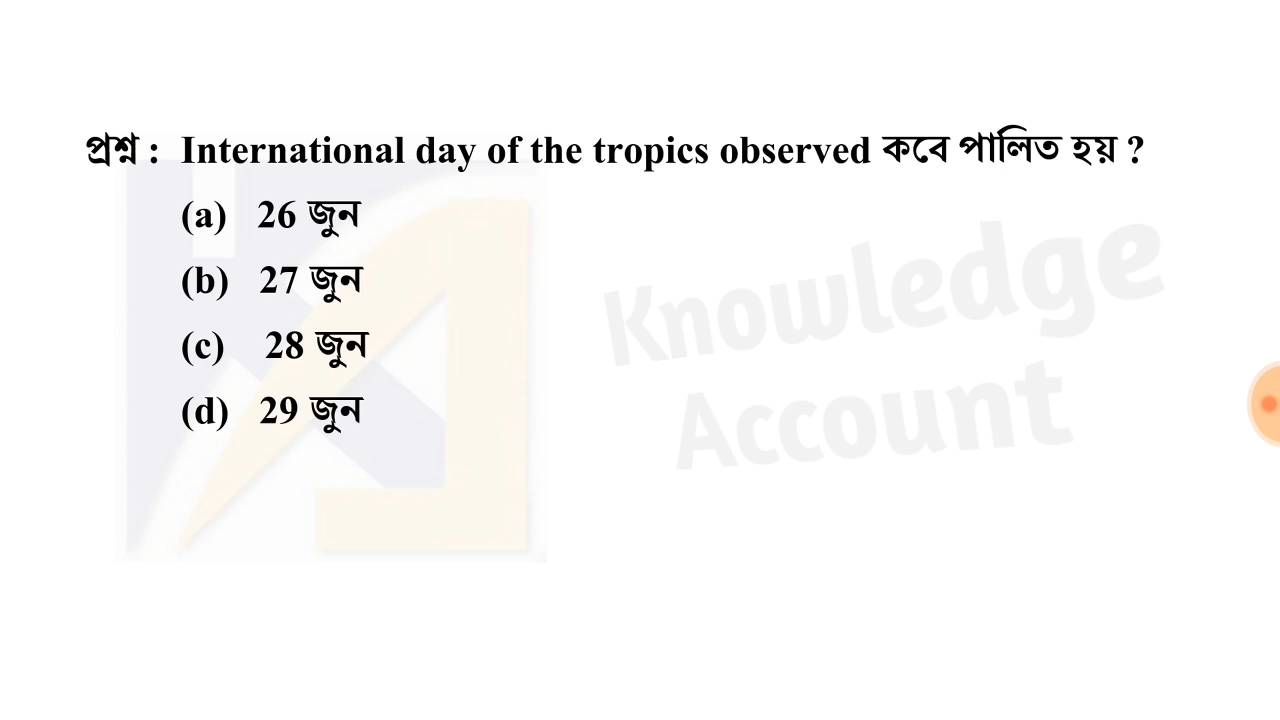 প্রশ্ন : International day of the tropics observed কবে পালিত হয় ?
(a) 26 জুন
(b) 27 জুন
(c) 28 জুন
(d) 29 জুন
Knowledge
Account